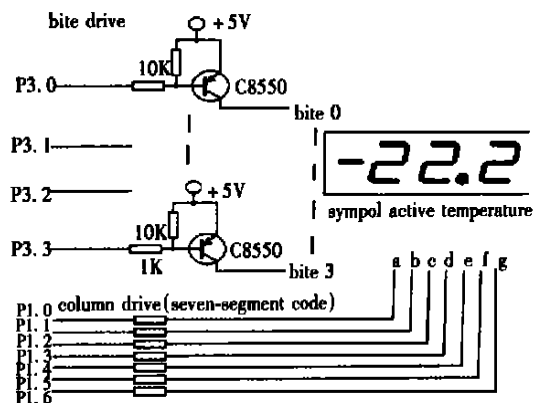 bite drive
+5V
10K
P3.0
C8550
bite 0
P3.1
-22.2
P3.2
+5V
sympol active temperature
10K
P3.3
C8550
1K
bite 3
a b c d e f g
column drive(seven-segment code)
P1.0
P1.1
P1.2
P1.3
P1.4
P1.5
P1.6